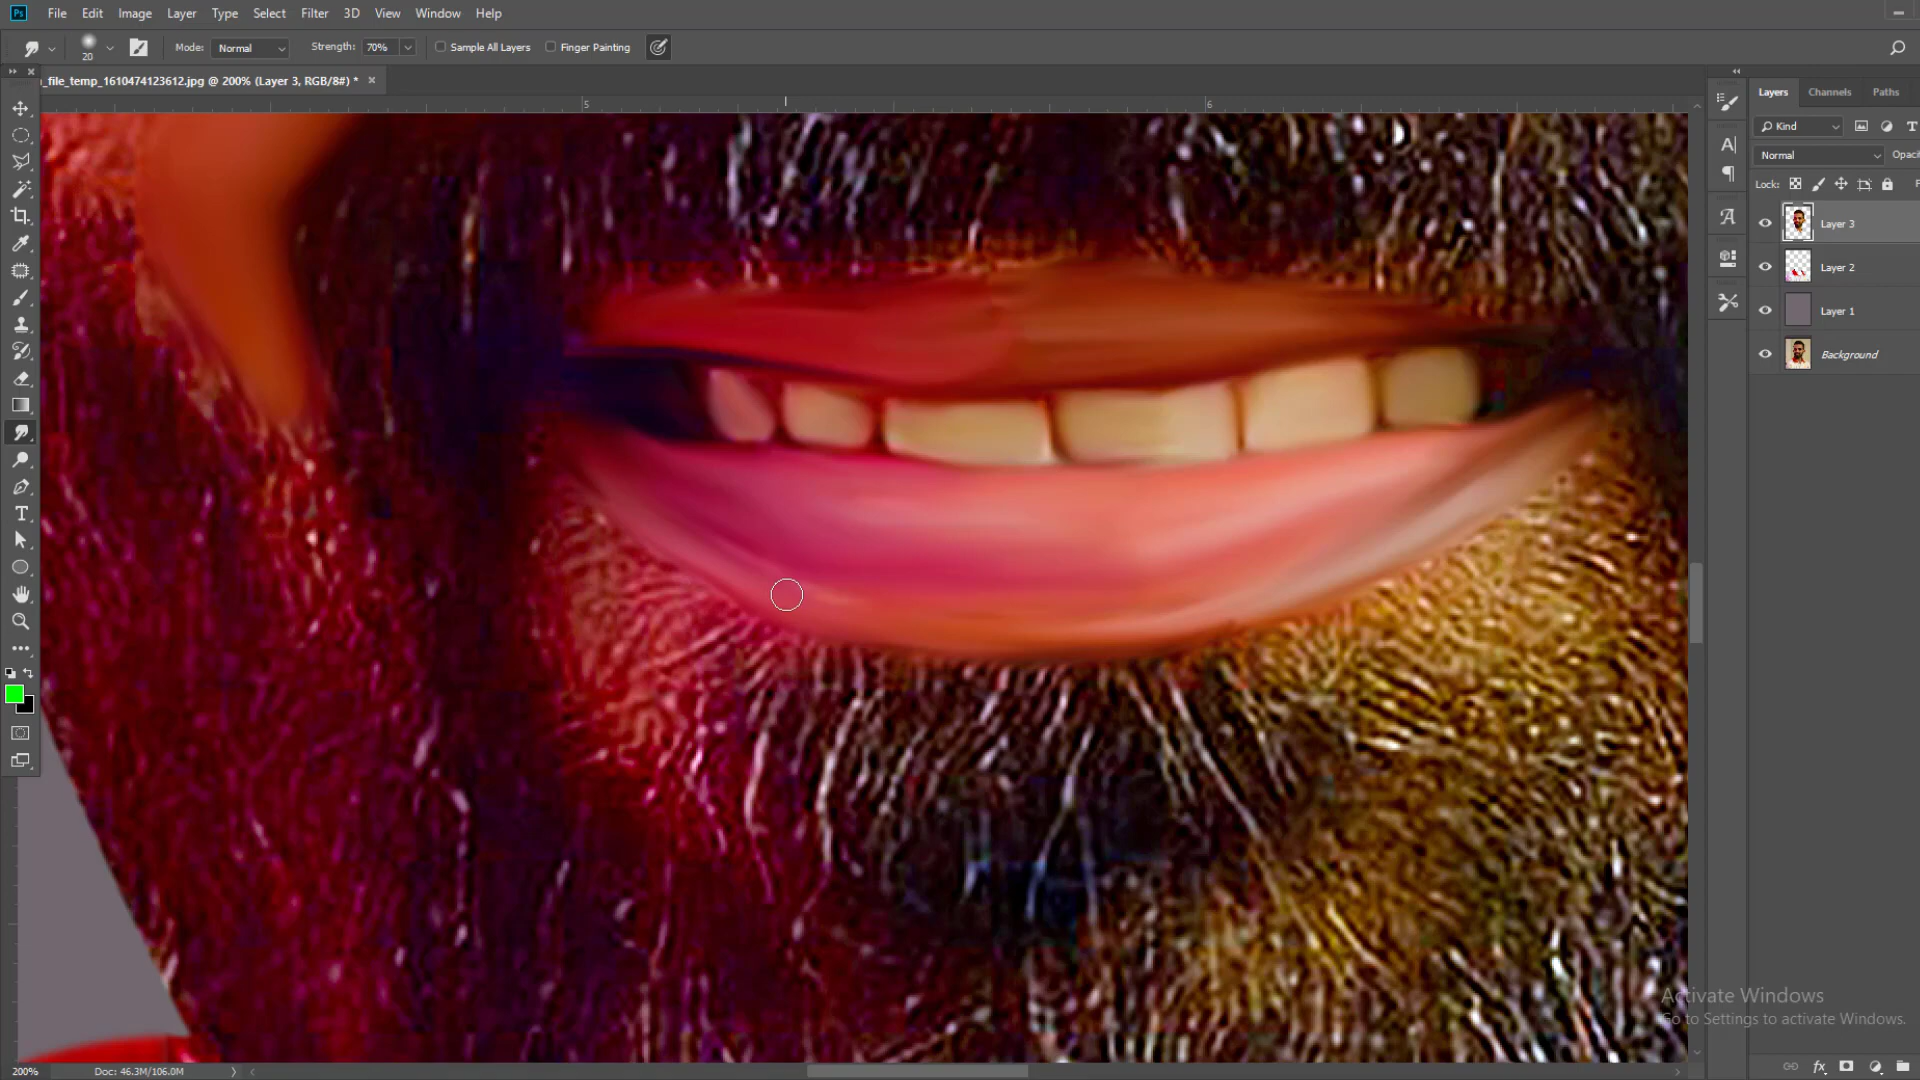 Ps File Edit Image Layer Type Select Filter 3D View Window Help
20 Mode: Normal Strength: 70% Sample All Layers Finger Painting
_file_temp_1610474123612.jpg @ 200% (Layer 3, RGB/8#) * ×
5 6
Layers Channels Paths
Kind
Normal Opac
Lock:
Layer 3
Layer 2
Layer 1
Background
Activate Windows
Go to Settings to activate Windows.
200% Doc: 46.3M/106.0M
fx